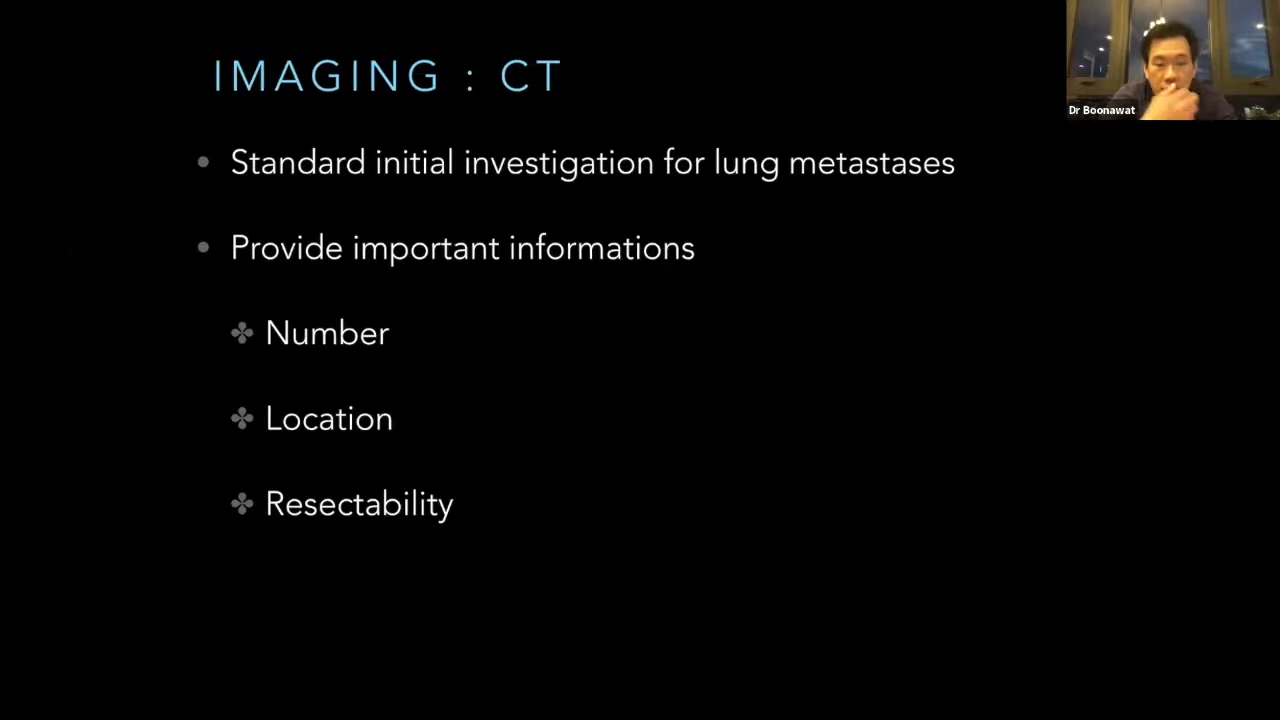 IMAGING : CT
Dr Boonawat
• Standard initial investigation for lung metastases
• Provide important informations
✤ Number
✤ Location
✤ Resectability